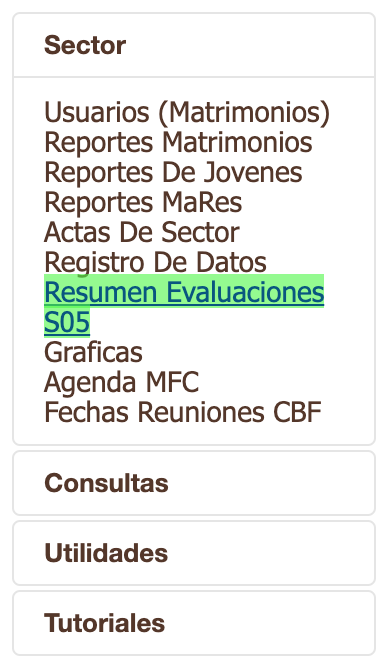 Sector
Usuarios (Matrimonios)
Reportes Matrimonios
Reportes De Jovenes
Reportes MaRes
Actas De Sector
Registro De Datos
Resumen Evaluaciones
S05
Graficas
Agenda MFC
Fechas Reuniones CBF
Consultas
Utilidades
Tutoriales